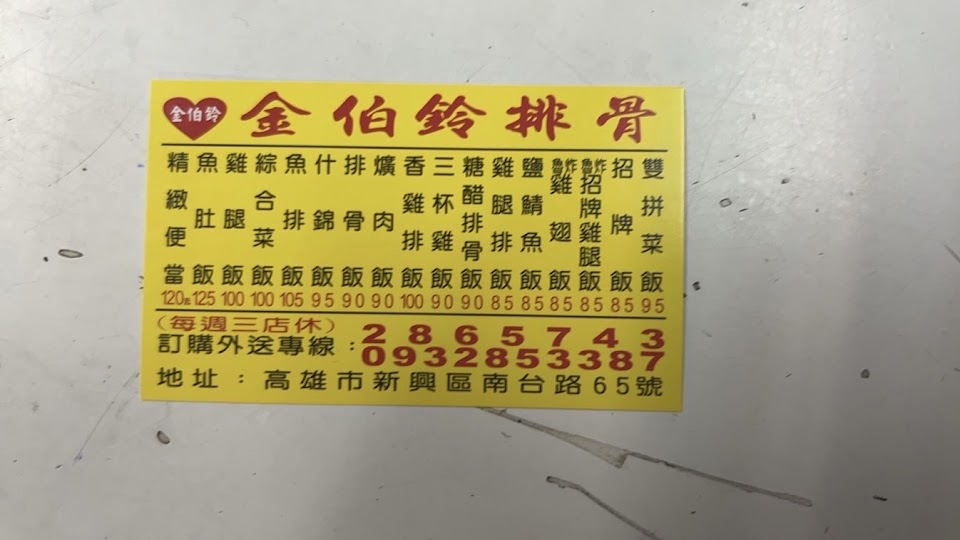 金伯鈴
金伯鈴排骨
雙拼菜飯 95
招牌飯 85
招牌雞腿飯 85
雞翅飯 85
鹽鯖魚飯 85
雞腿排飯 85
糖醋排骨飯 90
三杯雞飯 90
香雞排飯 100
爌肉飯 90
排骨飯 90
什錦飯 95
魚排飯 105
綜合菜飯 100
雞腿飯 100
魚肚飯 125
精緻便當 120起
(每週三店休)
訂購外送專線:2865743
0932853387
地址:高雄市新興區南台路65號